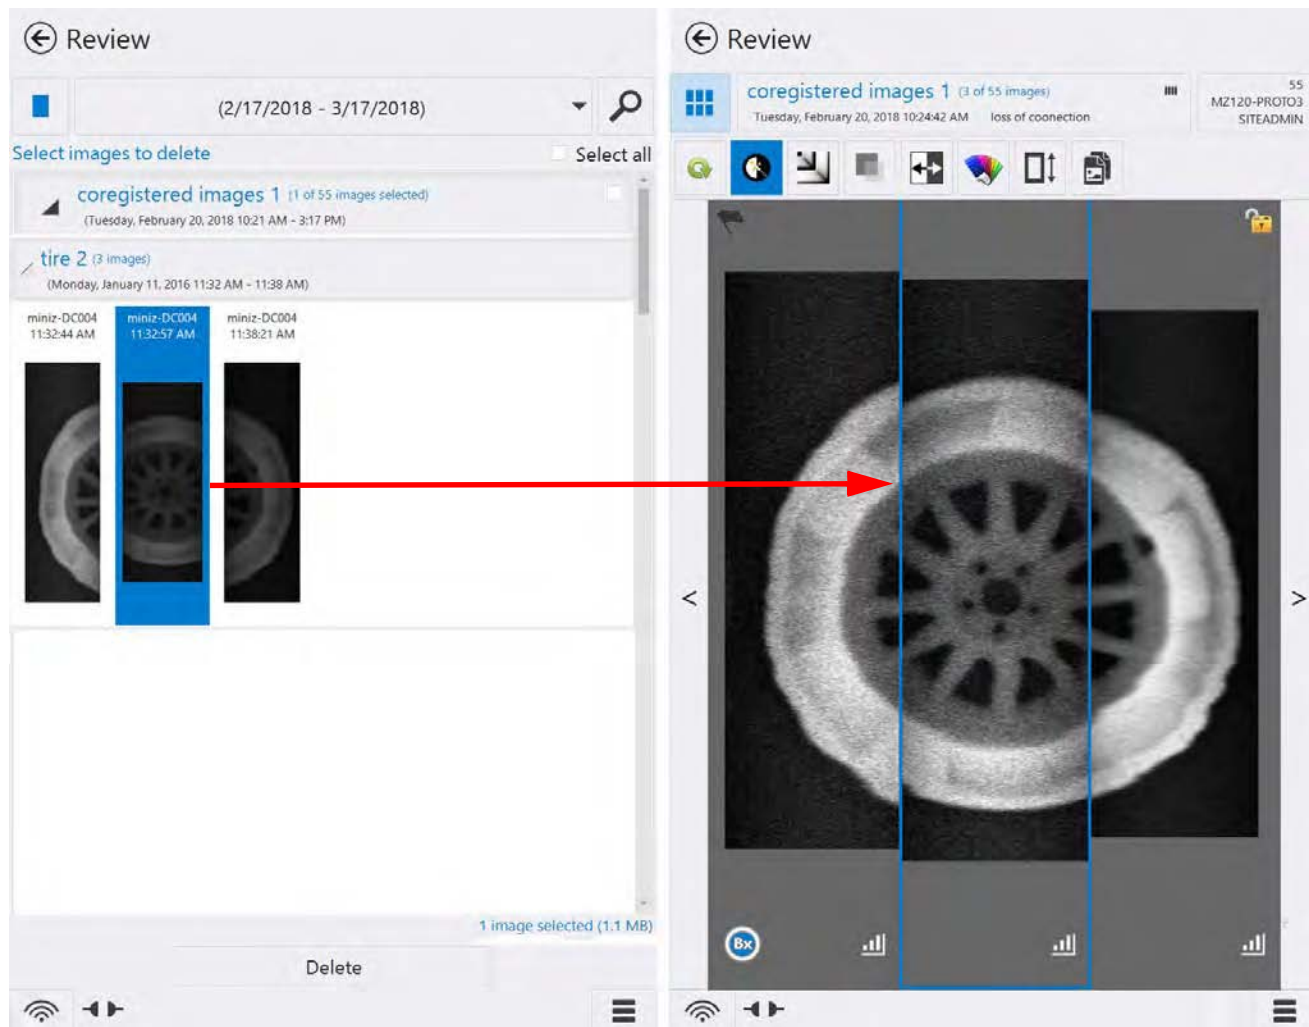 Review
(2/17/2018 - 3/17/2018)
Select images to delete
Select all
coregistered images 1 (1 of 55 images selected)
(Tuesday, February 20, 2018 10:21 AM - 3:17 PM)
tire 2 (3 images)
(Monday, January 11, 2016 11:32 AM - 11:38 AM)
miniz-DC004 miniz-DC004 miniz-DC004
11:32:44 AM 11:32:57 AM 11:38:21 AM
1 image selected (1.1 MB)
Delete
Review
coregistered images 1 (3 of 55 images)
Tuesday, February 20, 2018 10:24:42 AM loss of coonection
55
MZ120-PROTO3
SITEADMIN
< >
Bx